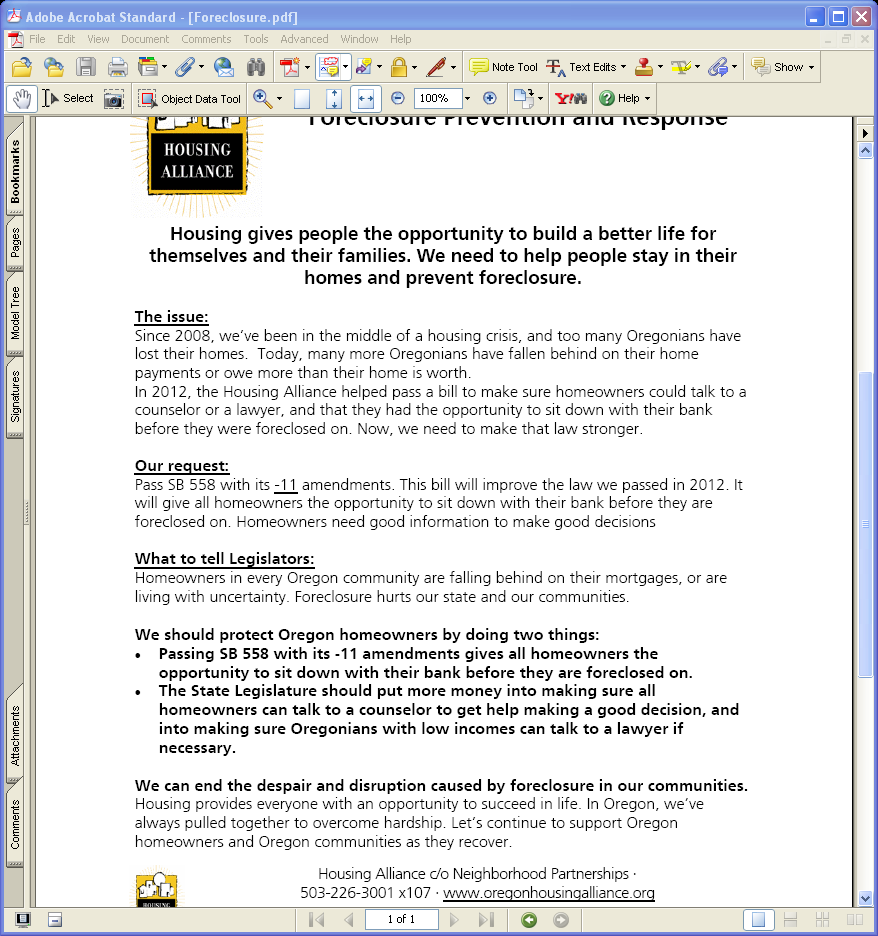 Adobe Acrobat Standard - [Foreclosure.pdf]
File Edit View Document Comments Tools Advanced Window Help
Note Tool Text Edits Show
Select Object Data Tool 100% Y! Help
Bookmarks
Pages
Model Tree
Signatures
Attachments
Comments
Foreclosure Prevention and Response
HOUSING
ALLIANCE
Housing gives people the opportunity to build a better life for
themselves and their families. We need to help people stay in their
homes and prevent foreclosure.
The issue:
Since 2008, we've been in the middle of a housing crisis, and too many Oregonians have
lost their homes.  Today, many more Oregonians have fallen behind on their home
payments or owe more than their home is worth.
In 2012, the Housing Alliance helped pass a bill to make sure homeowners could talk to a
counselor or a lawyer, and that they had the opportunity to sit down with their bank
before they were foreclosed on. Now, we need to make that law stronger.
Our request:
Pass SB 558 with its -11 amendments. This bill will improve the law we passed in 2012. It
will give all homeowners the opportunity to sit down with their bank before they are
foreclosed on. Homeowners need good information to make good decisions
What to tell Legislators:
Homeowners in every Oregon community are falling behind on their mortgages, or are
living with uncertainty. Foreclosure hurts our state and our communities.
We should protect Oregon homeowners by doing two things:
• Passing SB 558 with its -11 amendments gives all homeowners the
opportunity to sit down with their bank before they are foreclosed on.
• The State Legislature should put more money into making sure all
homeowners can talk to a counselor to get help making a good decision, and
into making sure Oregonians with low incomes can talk to a lawyer if
necessary.
We can end the despair and disruption caused by foreclosure in our communities.
Housing provides everyone with an opportunity to succeed in life. In Oregon, we've
always pulled together to overcome hardship. Let's continue to support Oregon
homeowners and Oregon communities as they recover.
HOUSING
Housing Alliance c/o Neighborhood Partnerships ·
503-226-3001 x107 · www.oregonhousingalliance.org
1 of 1